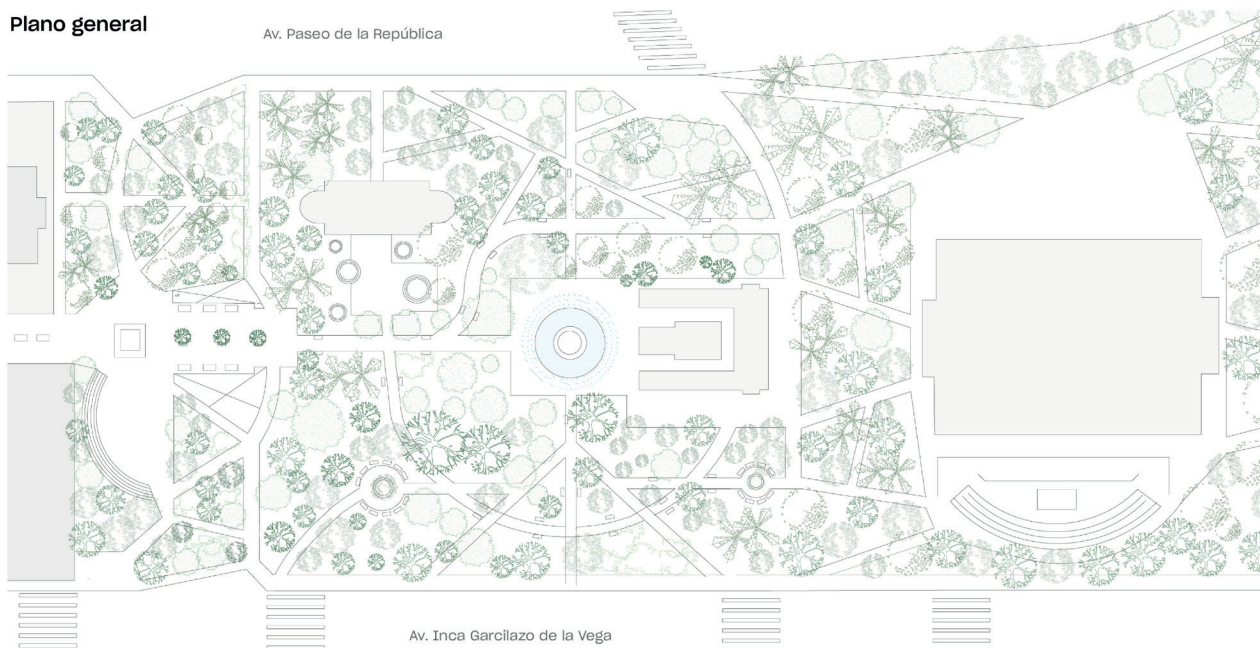 Plano general
Av. Paseo de la República
Av. Inca Garcilazo de la Vega